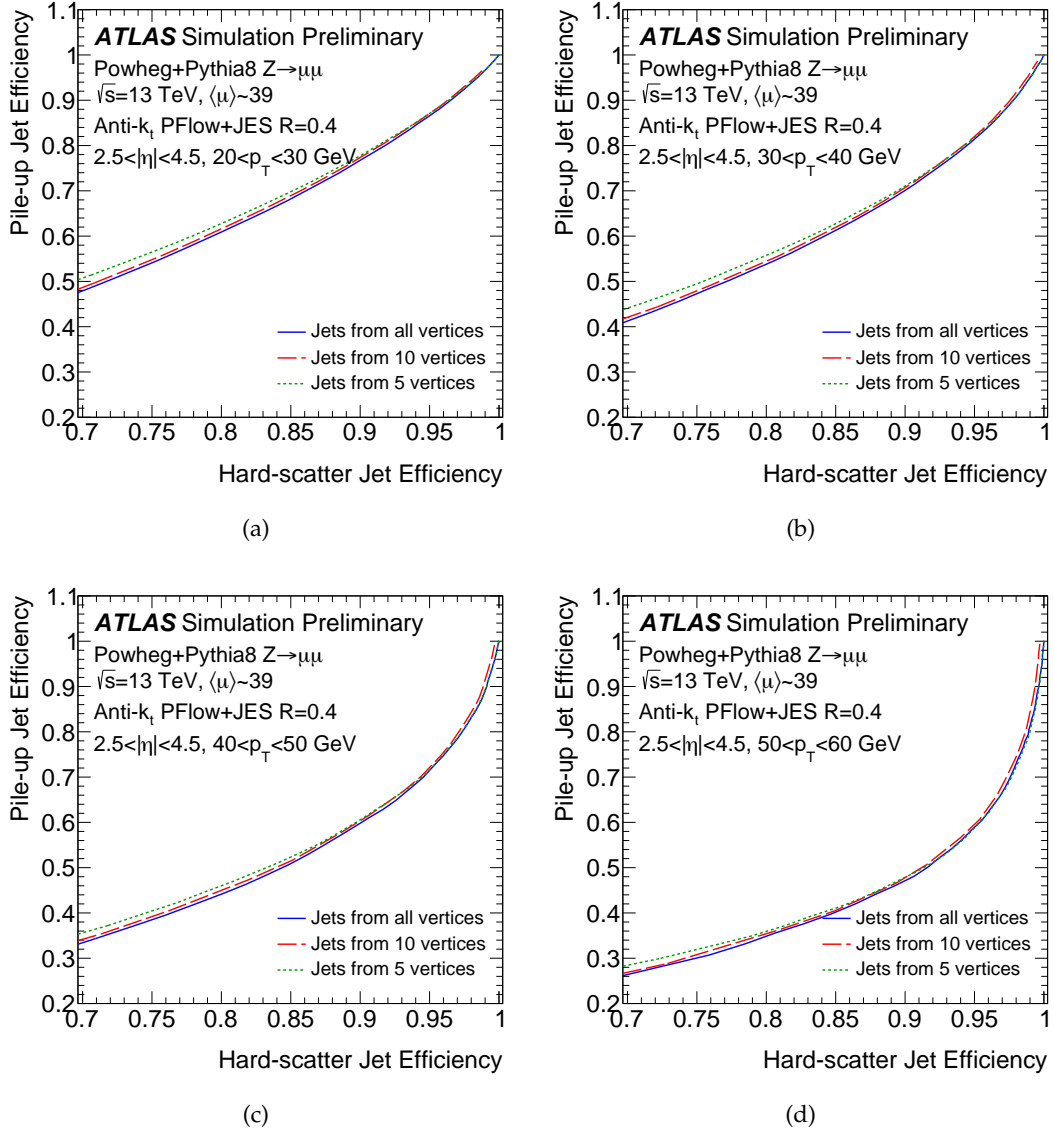 1.1
1
0.9
0.8
0.7
0.6
0.5
0.4
0.3
0.2
Pile-up Jet Efficiency
ATLAS Simulation Preliminary
Powheg+Pythia8 Z→μμ
√s=13 TeV, ⟨μ⟩~39
Anti-kt PFlow+JES R=0.4
2.5<|η|<4.5, 20<pT<30 GeV
Jets from all vertices
Jets from 10 vertices
Jets from 5 vertices
0.7 0.75 0.8 0.85 0.9 0.95 1
Hard-scatter Jet Efficiency
(a)
1.1
1
0.9
0.8
0.7
0.6
0.5
0.4
0.3
0.2
Pile-up Jet Efficiency
ATLAS Simulation Preliminary
Powheg+Pythia8 Z→μμ
√s=13 TeV, ⟨μ⟩~39
Anti-kt PFlow+JES R=0.4
2.5<|η|<4.5, 30<pT<40 GeV
Jets from all vertices
Jets from 10 vertices
Jets from 5 vertices
0.7 0.75 0.8 0.85 0.9 0.95 1
Hard-scatter Jet Efficiency
(b)
1.1
1
0.9
0.8
0.7
0.6
0.5
0.4
0.3
0.2
Pile-up Jet Efficiency
ATLAS Simulation Preliminary
Powheg+Pythia8 Z→μμ
√s=13 TeV, ⟨μ⟩~39
Anti-kt PFlow+JES R=0.4
2.5<|η|<4.5, 40<pT<50 GeV
Jets from all vertices
Jets from 10 vertices
Jets from 5 vertices
0.7 0.75 0.8 0.85 0.9 0.95 1
Hard-scatter Jet Efficiency
(c)
1.1
1
0.9
0.8
0.7
0.6
0.5
0.4
0.3
0.2
Pile-up Jet Efficiency
ATLAS Simulation Preliminary
Powheg+Pythia8 Z→μμ
√s=13 TeV, ⟨μ⟩~39
Anti-kt PFlow+JES R=0.4
2.5<|η|<4.5, 50<pT<60 GeV
Jets from all vertices
Jets from 10 vertices
Jets from 5 vertices
0.7 0.75 0.8 0.85 0.9 0.95 1
Hard-scatter Jet Efficiency
(d)